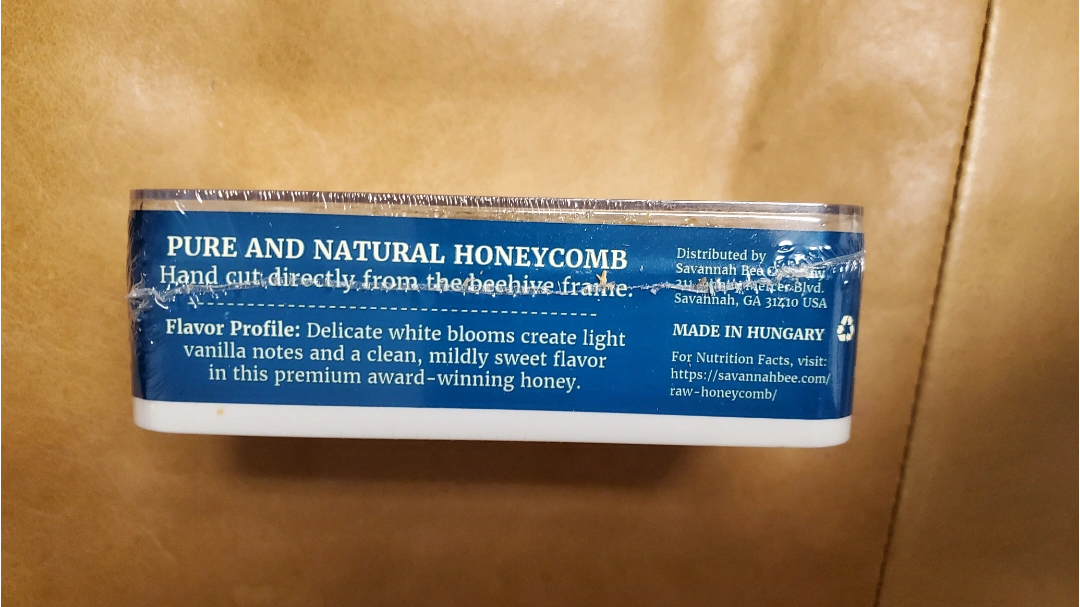 PURE AND NATURAL HONEYCOMB
Hand cut directly from the beehive frame.
Flavor Profile: Delicate white blooms create light
vanilla notes and a clean, mildly sweet flavor
in this premium award-winning honey.
Distributed by
Savannah Bee
Blvd.
Savannah, GA 31410 USA
MADE IN HUNGARY
For Nutrition Facts, visit:
https://savannahbee.com/
raw-honeycomb/